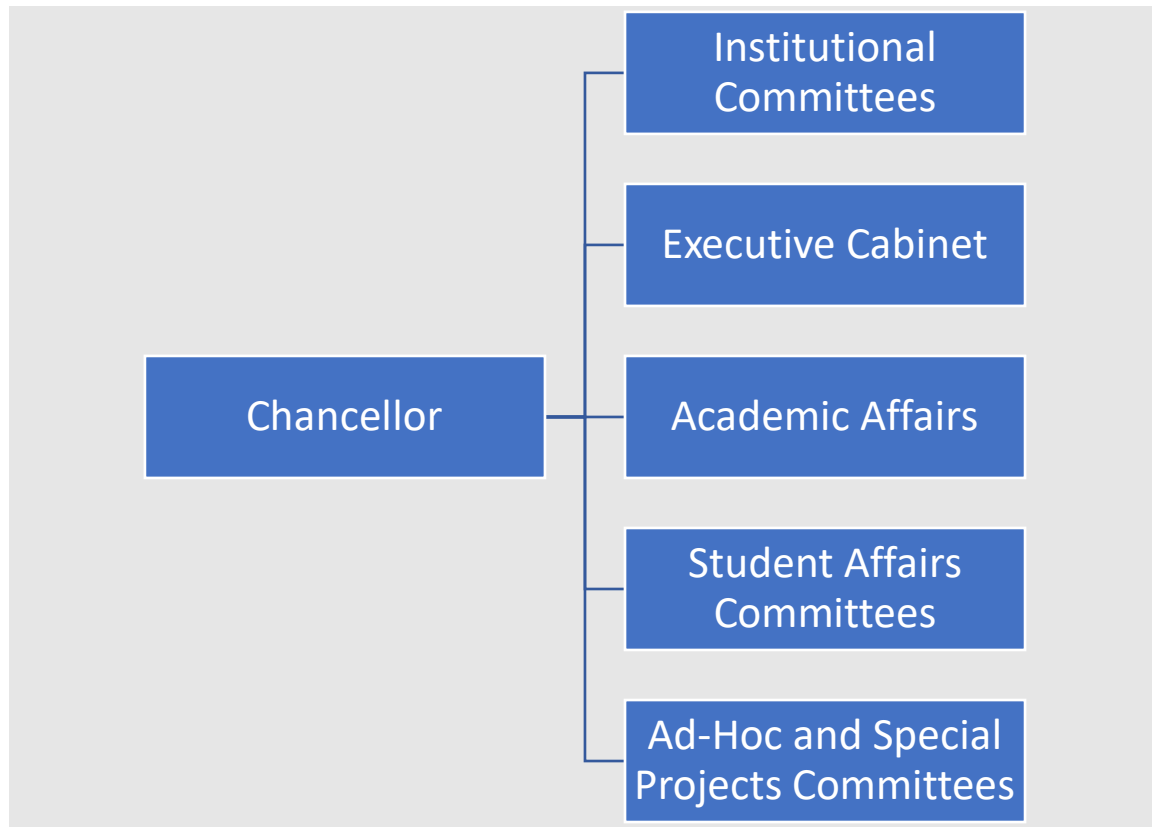 Institutional
Committees
Executive Cabinet
Chancellor
Academic Affairs
Student Affairs
Committees
Ad-Hoc and Special
Projects Committees